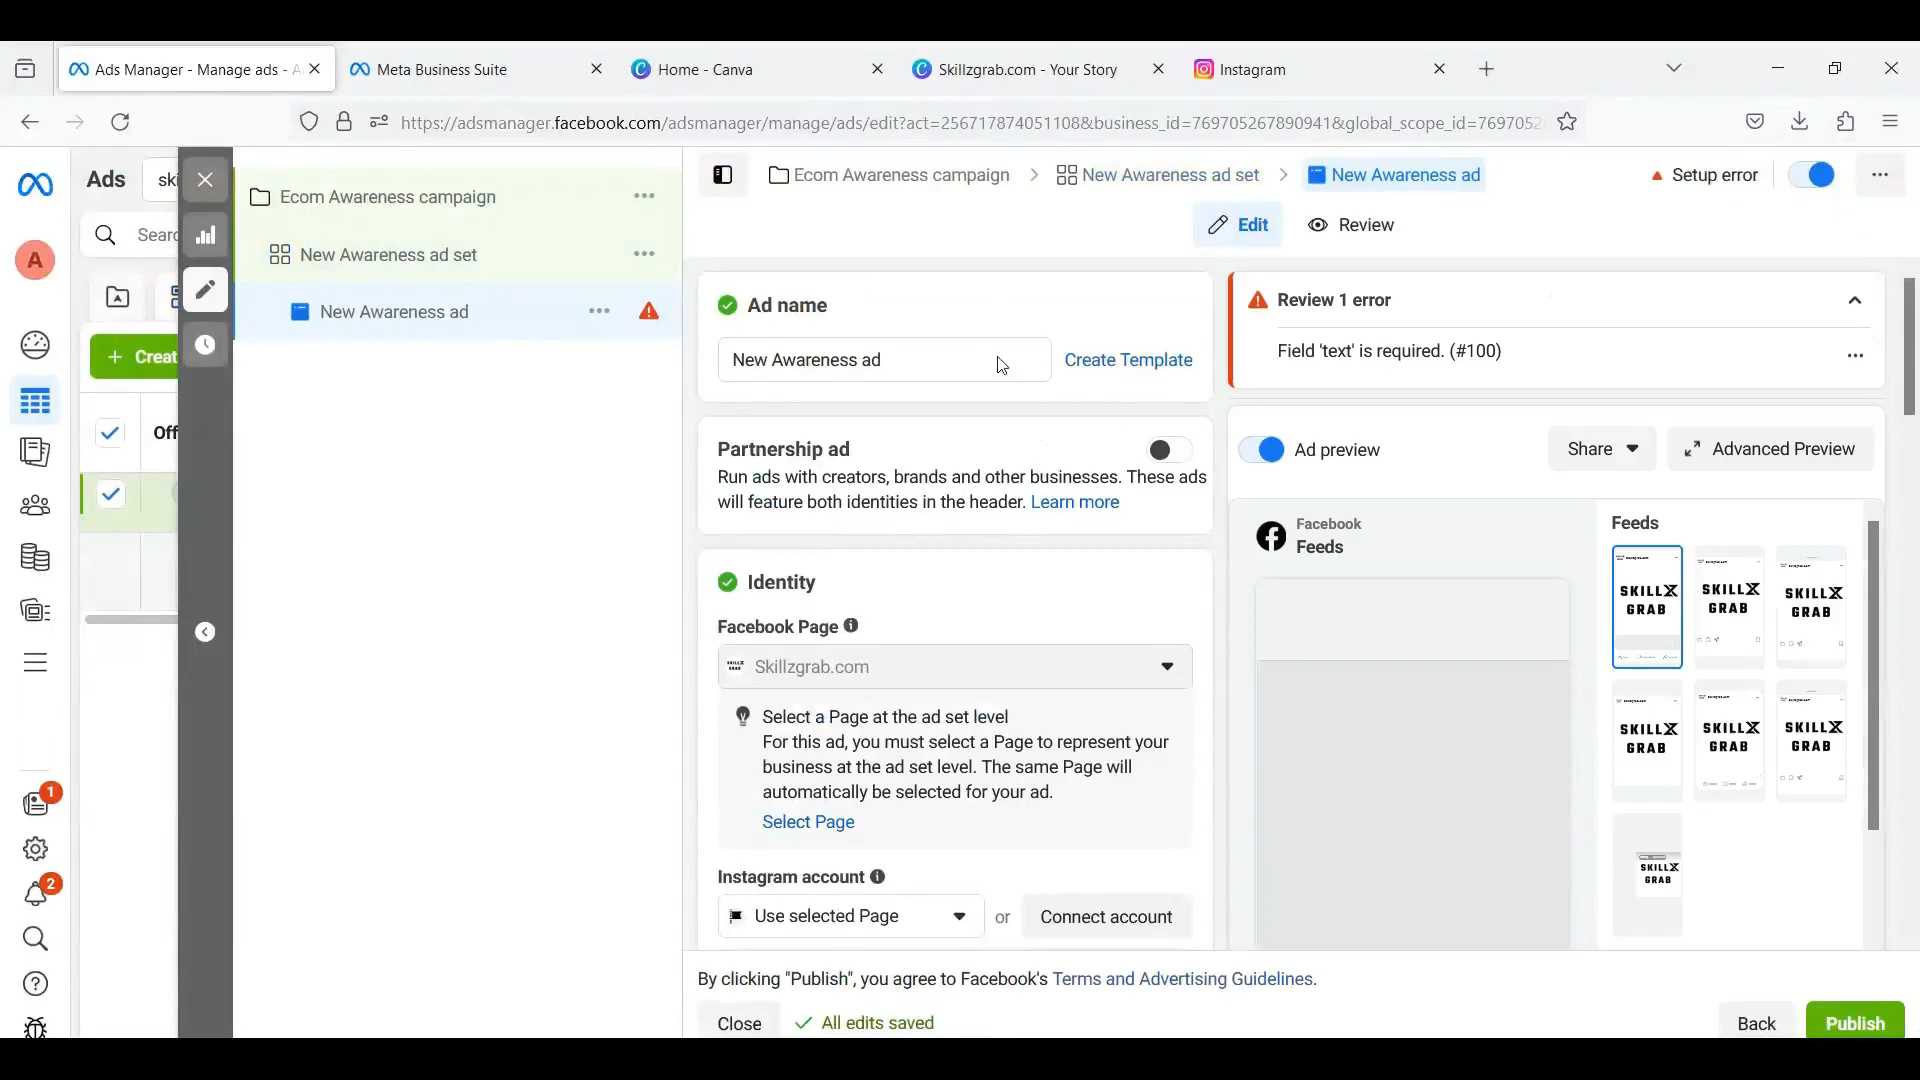 Ads Manager - Manage ads - A
Meta Business Suite
Home - Canva
Skillzgrab.com - Your Story
Instagram
https://adsmanager.facebook.com/adsmanager/manage/ads/edit?act=256717874051108&business_id=769705267890941&global_scope_id=7697052
Ads
ski
Sear
Creat
Off
A
1
2
Ecom Awareness campaign
New Awareness ad set
New Awareness ad
Ecom Awareness campaign
New Awareness ad set
New Awareness ad
Setup error
Edit
Review
Ad name
New Awareness ad
Create Template
Partnership ad
Run ads with creators, brands and other businesses. These ads
will feature both identities in the header. Learn more
Identity
Facebook Page
SKILLX GRAB
Skillzgrab.com
Select a Page at the ad set level
For this ad, you must select a Page to represent your
business at the ad set level. The same Page will
automatically be selected for your ad.
Select Page
Instagram account
Use selected Page
or
Connect account
Review 1 error
Field 'text' is required. (#100)
Ad preview
Share
Advanced Preview
Facebook
Feeds
Feeds
SKILLX
GRAB
SKILLX
GRAB
SKILLX
GRAB
SKILLX
GRAB
SKILLX
GRAB
SKILLX
GRAB
SKILLX
GRAB
By clicking "Publish", you agree to Facebook's Terms and Advertising Guidelines.
Close
All edits saved
Back
Publish